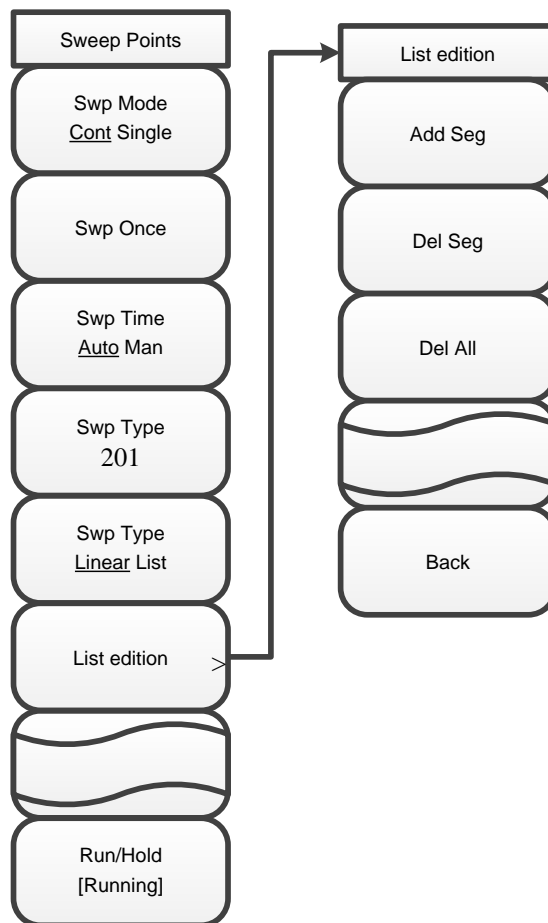 Sweep Points
Swp Mode
Cont Single
Swp Once
Swp Time
Auto Man
Swp Type
201
Swp Type
Linear List
List edition >
Run/Hold
[Running]
List edition
Add Seg
Del Seg
Del All
Back